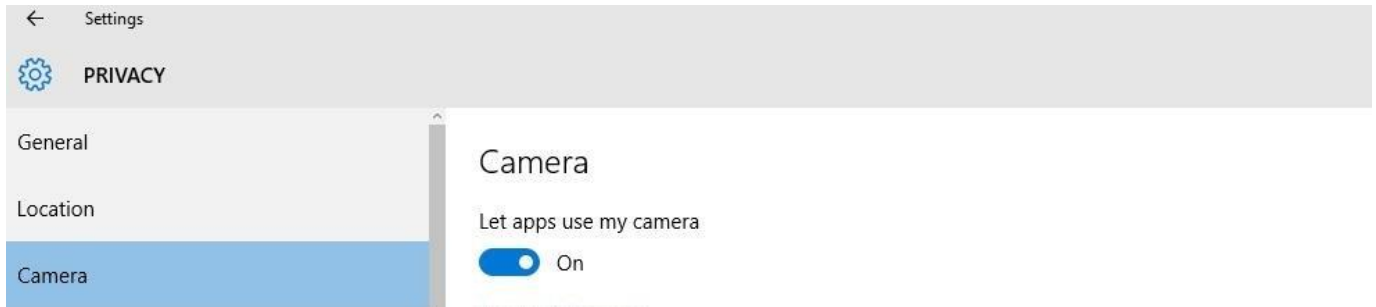 Settings
PRIVACY
General
Location
Camera
Camera
Let apps use my camera
On